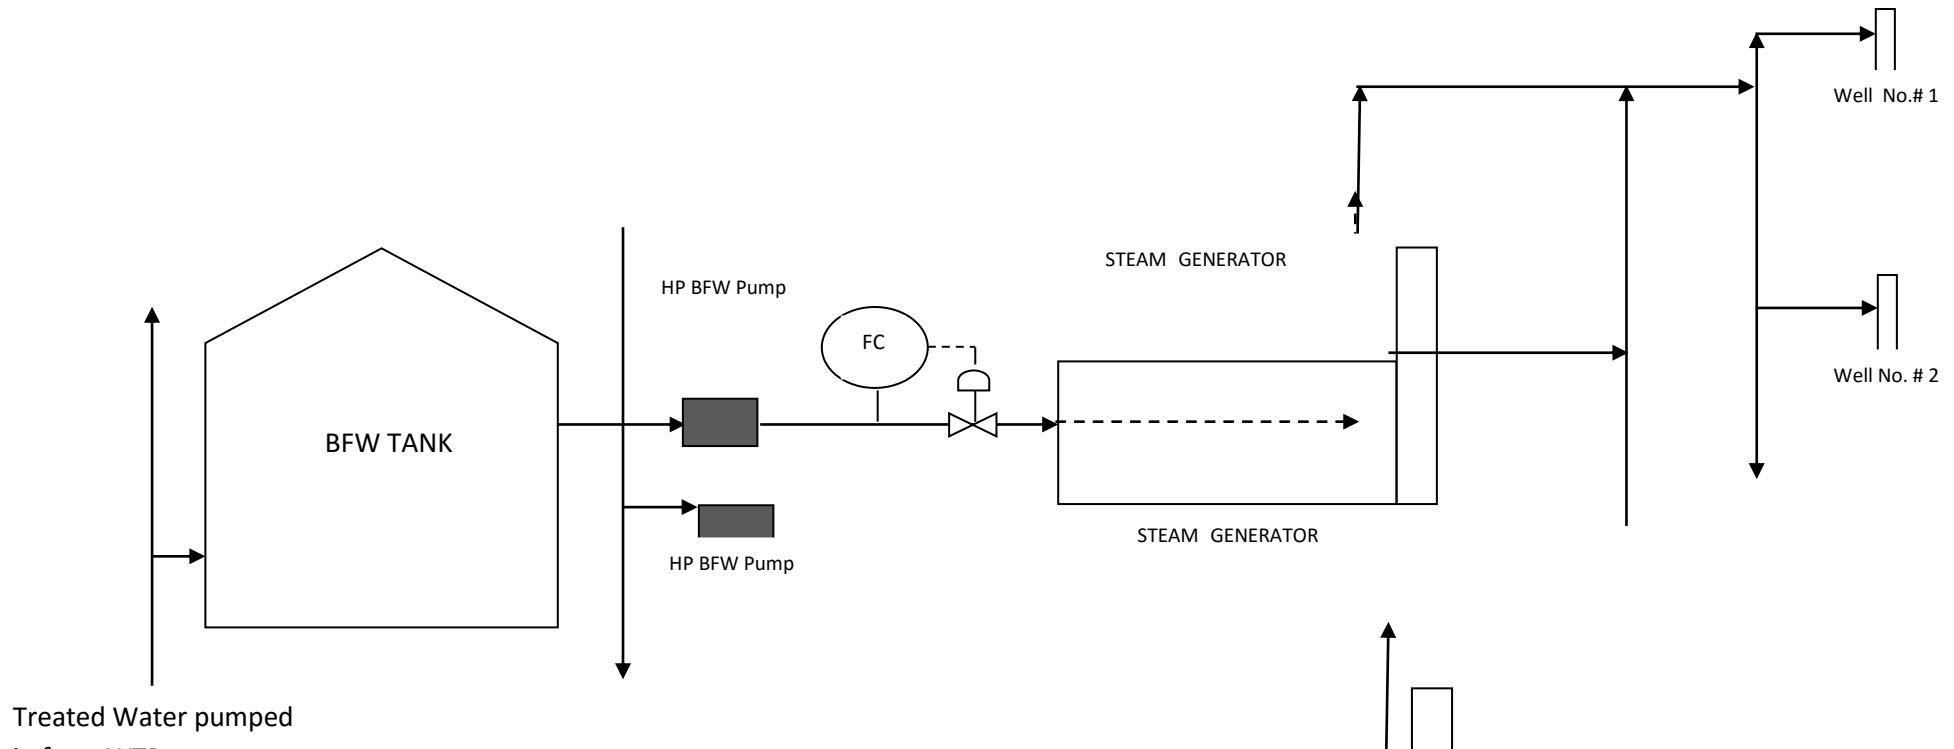 Well No.# 1
STEAM GENERATOR
HP BFW Pump
FC
Well No. # 2
BFW TANK
STEAM GENERATOR
HP BFW Pump
Treated Water pumped